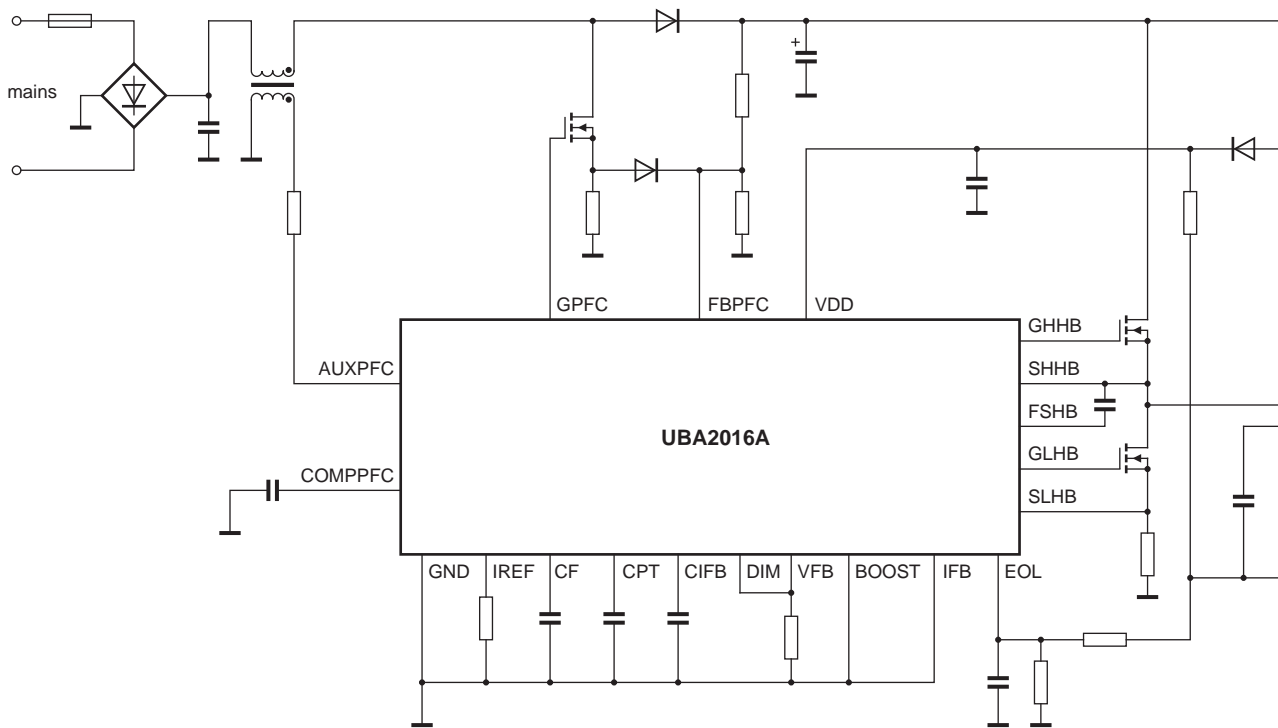 mains
+
GPFC
FBPFC
VDD
AUXPFC
COMPPFC
UBA2016A
GHHB
SHHB
FSHB
GLHB
SLHB
GND
IREF
CF
CPT
CIFB
DIM
VFB
BOOST
IFB
EOL